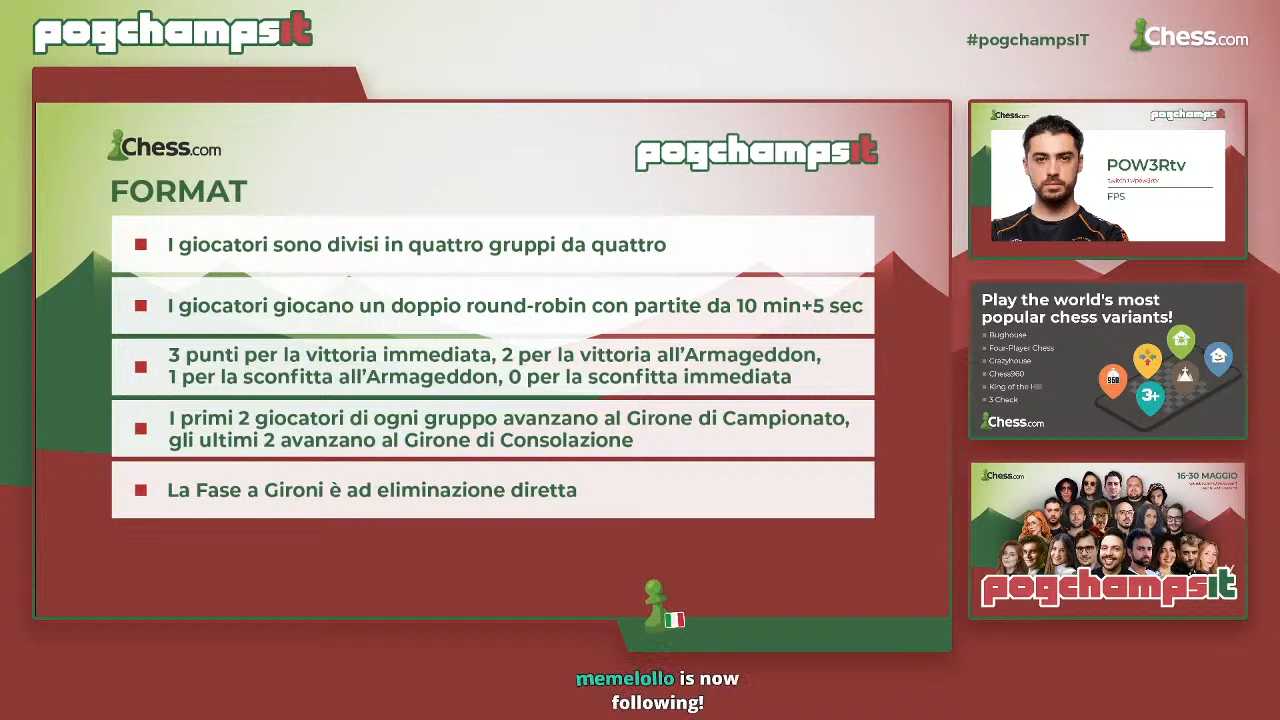 pogchampsit
#pogchampsIT
Chess.com
Chess.com
pogchampsit
FORMAT
I giocatori sono divisi in quattro gruppi da quattro
I giocatori giocano un doppio round-robin con partite da 10 min+5 sec
3 punti per la vittoria immediata, 2 per la vittoria all’Armageddon,
1 per la sconfitta all’Armageddon, 0 per la sconfitta immediata
I primi 2 giocatori di ogni gruppo avanzano al Girone di Campionato,
gli ultimi 2 avanzano al Girone di Consolazione
La Fase a Gironi è ad eliminazione diretta
Chess.com
pogchampsit
POW3Rtv
twitch.tv/pow3rtv
FPS
Play the world's most
popular chess variants!
Bughouse
Four-Player Chess
Crazyhouse
Chess960
King of the Hill
3 Check
960
3+
Chess.com
Chess.com
16-30 MAGGIO
pogchampsit
memelollo is now
following!